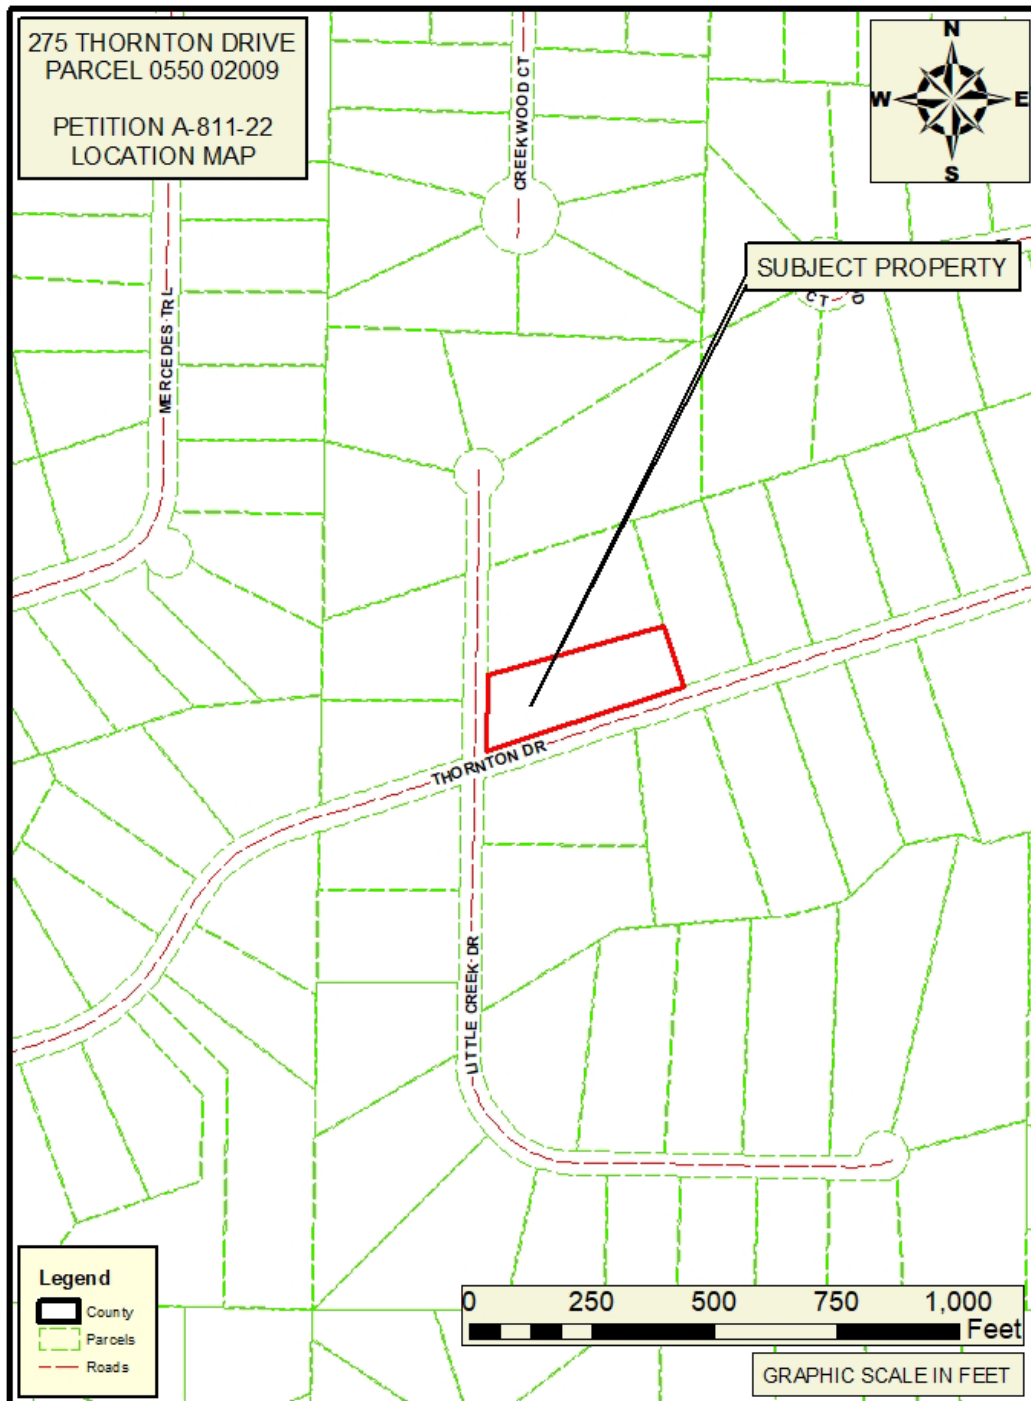 275 THORNTON DRIVE
PARCEL 0550 02009
PETITION A-811-22
LOCATION MAP
N
W
E
S
CREEKWOOD CT
SUBJECT PROPERTY
CT
MERCEDES TRL
THORNTON DR
LITTLE CREEK DR
Legend
County
Parcels
Roads
0 250 500 750 1,000
Feet
GRAPHIC SCALE IN FEET